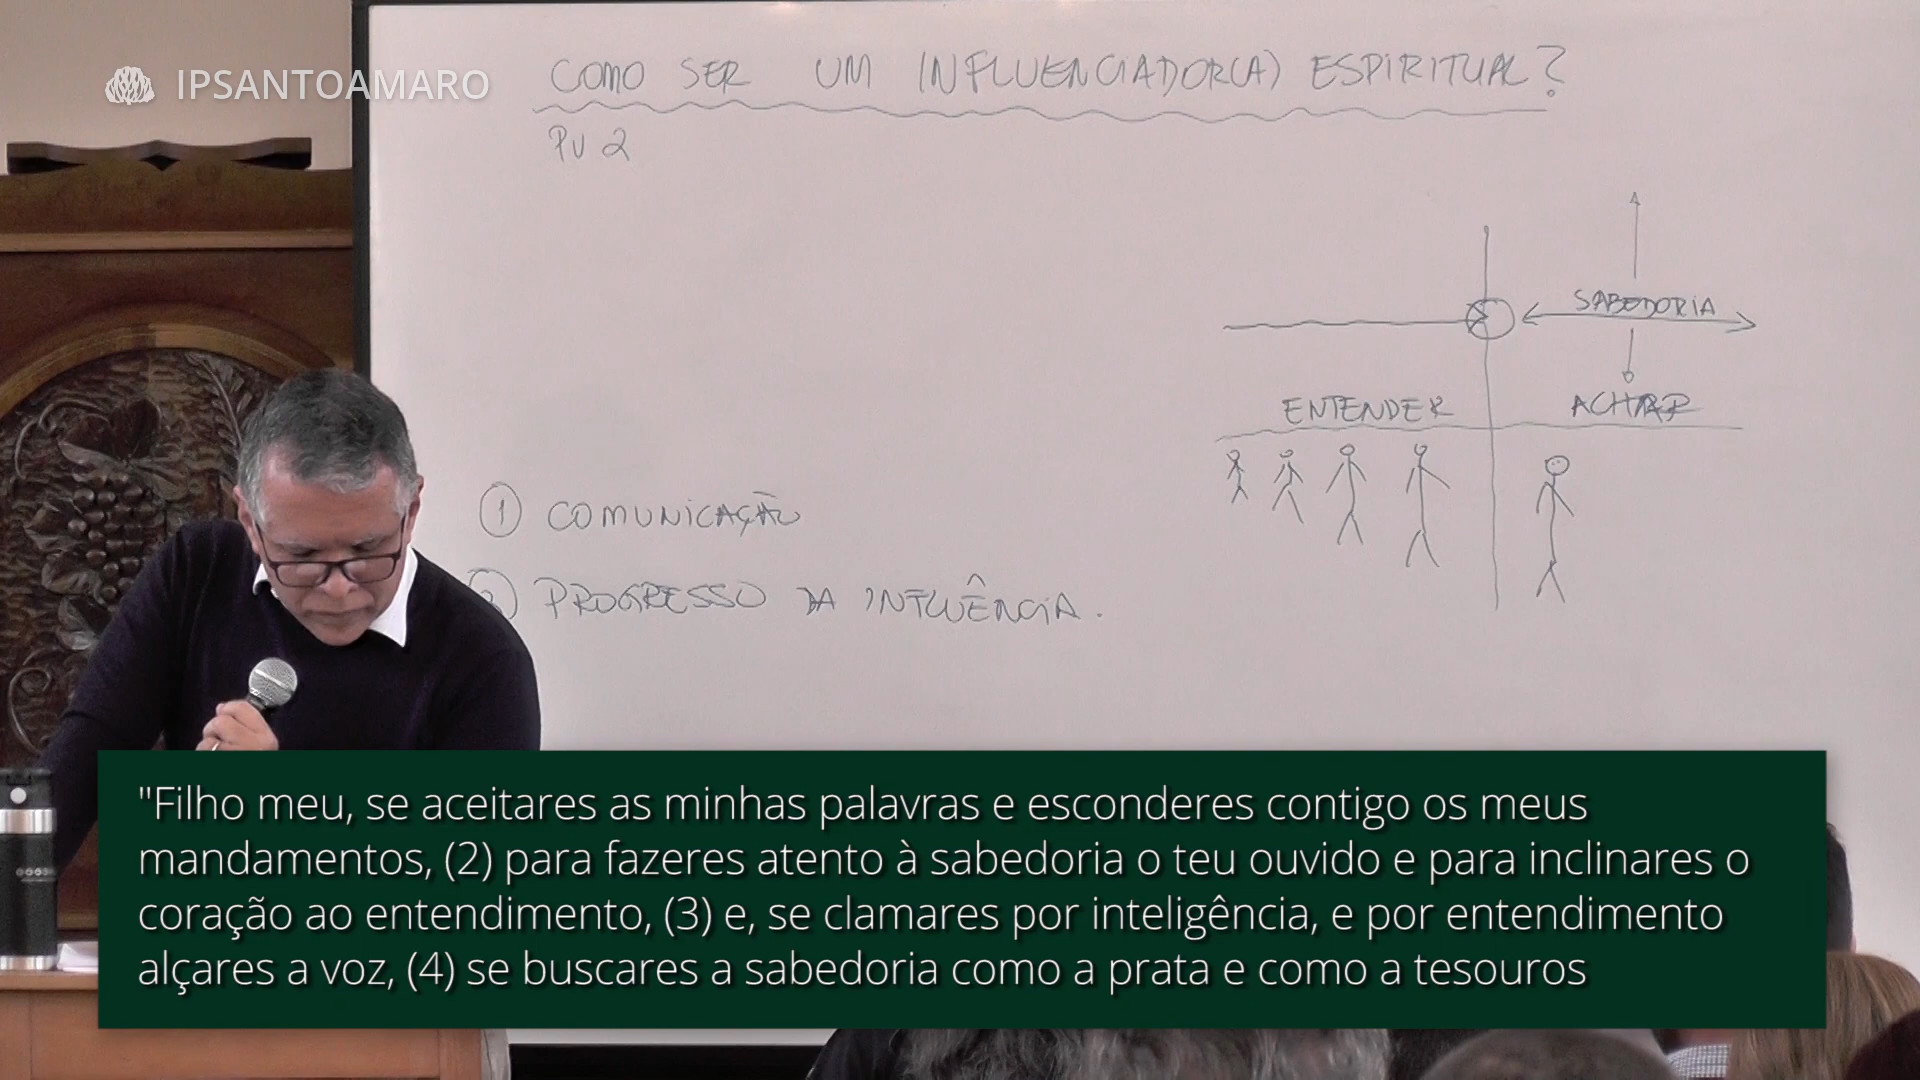 IPSANTOAMARO
COMO SER UM INFLUENCIADOR(A) ESPIRITUAL?
PV 2
SABEDORIA
ENTENDER
ACHAR
1 COMUNICAÇÃO
2 PROGRESSO DA INFLUÊNCIA.
"Filho meu, se aceitares as minhas palavras e esconderes contigo os meus
mandamentos, (2) para fazeres atento à sabedoria o teu ouvido e para inclinares o
coração ao entendimento, (3) e, se clamares por inteligência, e por entendimento
alçares a voz, (4) se buscares a sabedoria como a prata e como a tesouros